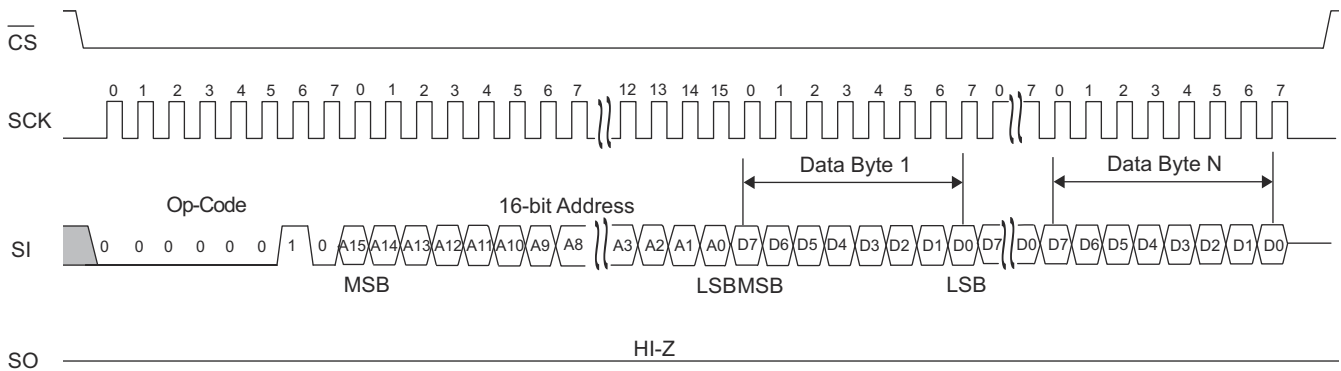 CS
0 1 2 3 4 5 6 7 0 1 2 3 4 5 6 7 12 13 14 15 0 1 2 3 4 5 6 7 0 7 0 1 2 3 4 5 6 7
SCK
Data Byte 1 Data Byte N
Op-Code 16-bit Address
SI 0 0 0 0 0 0 1 0 A15 A14 A13 A12 A11 A10 A9 A8 A3 A2 A1 A0 D7 D6 D5 D4 D3 D2 D1 D0 D7 D0 D7 D6 D5 D4 D3 D2 D1 D0
MSB LSB MSB LSB
HI-Z
SO